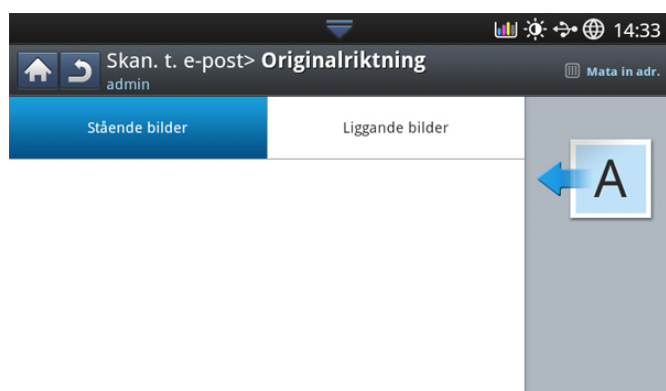 14:33
Skan. t. e-post> Originalriktning
admin
Mata in adr.
Stående bilder
Liggande bilder
A